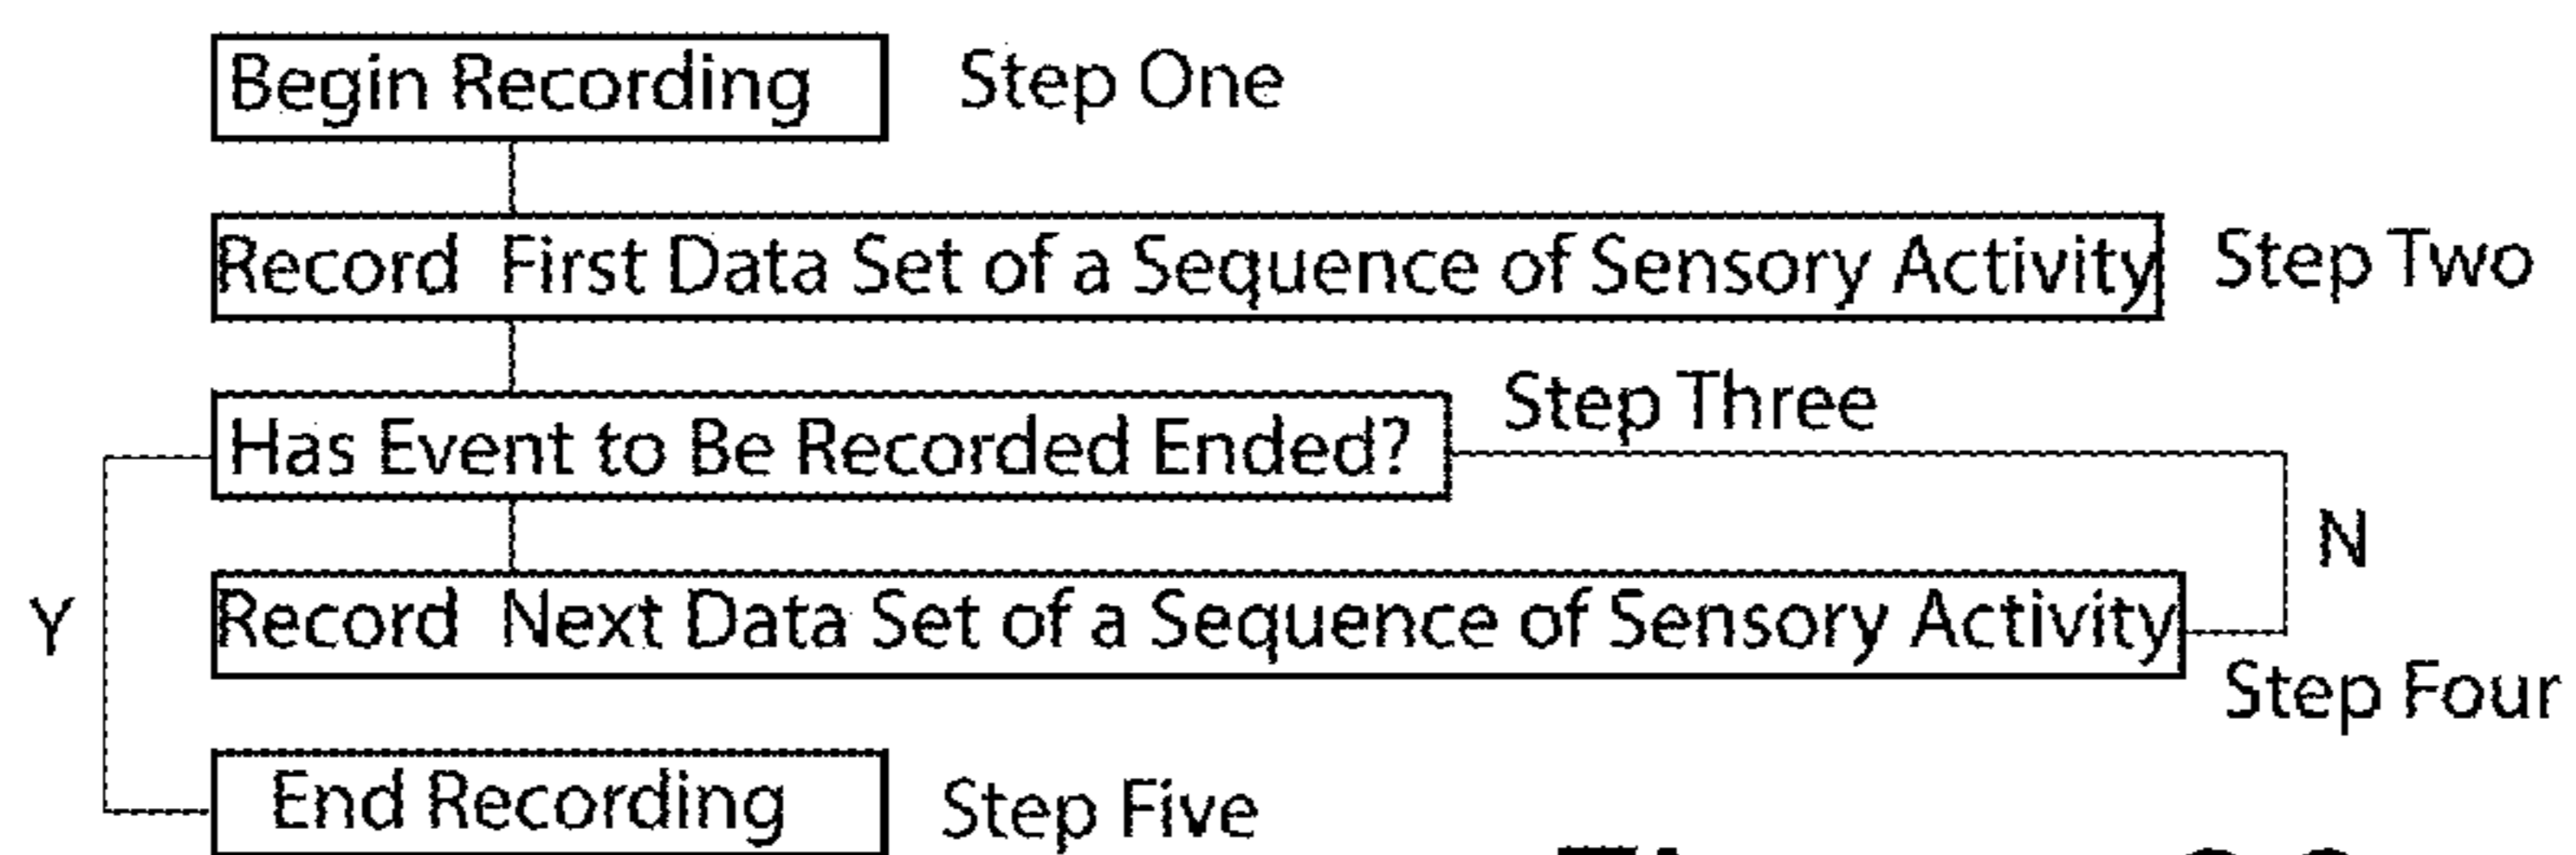 Begin Recording Step One
Record First Data Set of a Sequence of Sensory Activity Step Two
Step Three
Has Event to Be Recorded Ended?
N
Y
Record Next Data Set of a Sequence of Sensory Activity
Step Four
End Recording Step Five